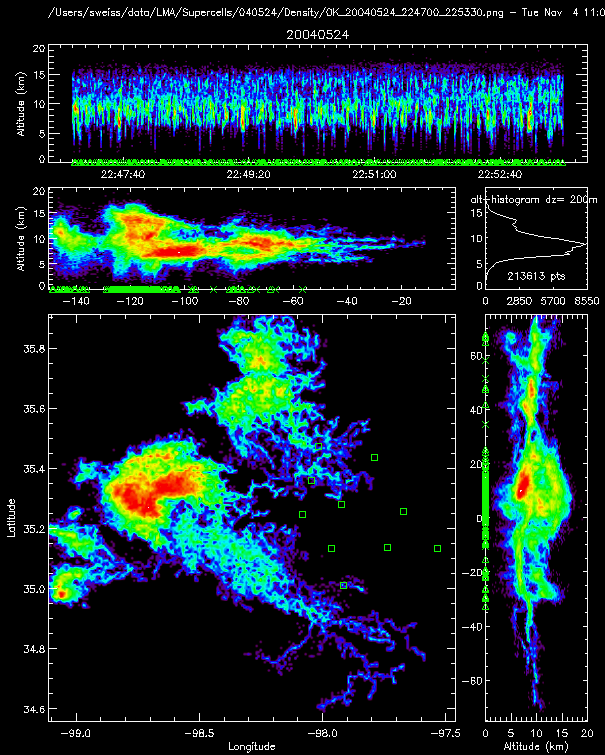 /Users/sweiss/data/LMA/Supercells/040524/Density/OK_20040524_224700_225330.png – Tue Nov 4 11:0
20040524
20
15
10
5
0
Altitude (km)
22:47:40 22:49:20 22:51:00 22:52:40
20
15
10
5
0
Altitude (km)
−140 −120 −100 −80 −60 −40 −20
alt–histogram dz= 200m
20
15
10
5
0
213613 pts
0 2850 5700 8550
35.8
35.6
35.4
35.2
35.0
34.8
34.6
Latitude
−99.0 −98.5 −98.0 −97.5
Longitude
60
40
20
0
−20
−40
−60
0 5 10 15 20
Altitude (km)